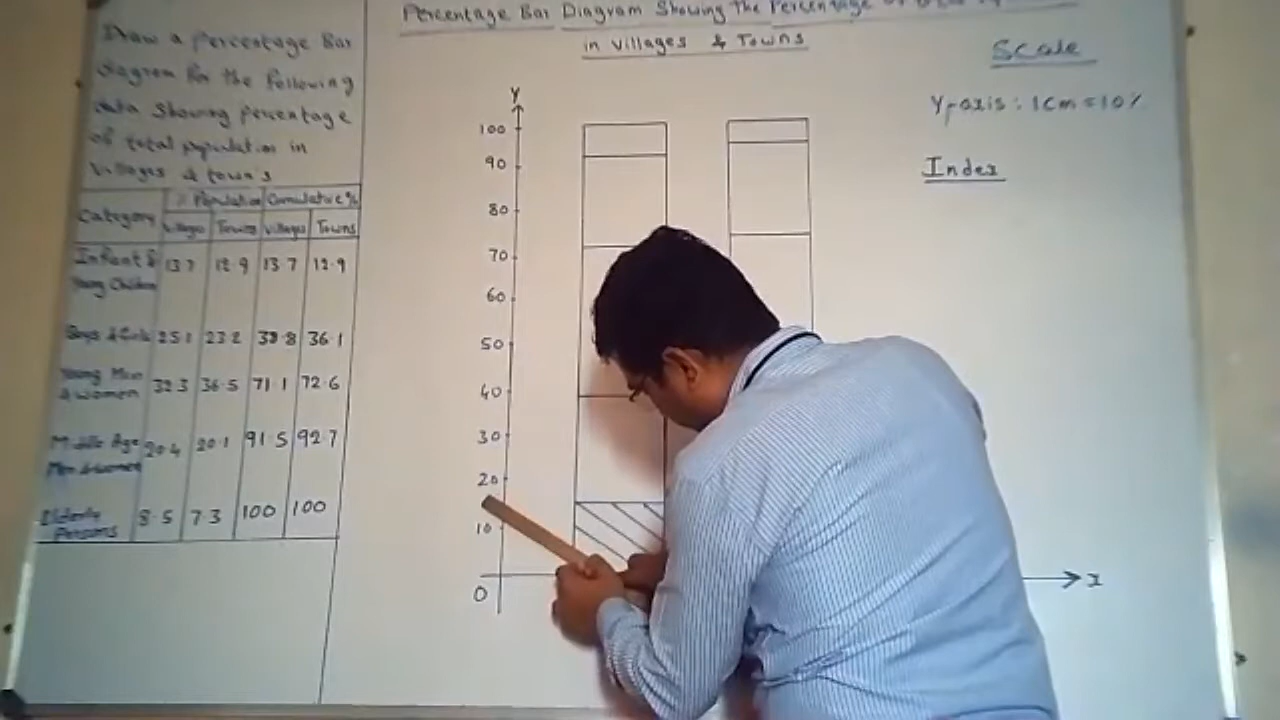 Percentage Bar Diagram Showing The Percentage
in Villages & Towns
Draw a Percentage Bar
diagram for the following
data Showing percentage
of total population in
Villages & town's
Category % Population Cumulative %
Villages Towns Villages Towns
Infant & 13.7 12.9 13.7 12.9
Young Children
Boys & Girls 25.1 23.2 38.8 36.1
Young Men 32.3 36.5 71.1 72.6
& women
Middle Age 20.4 20.1 91.5 92.7
Men & women
Elderly 8.5 7.3 100 100
Persons
Scale
Y-axis: 1cm = 10%
Index
Y
100
90
80
70
60
50
40
30
20
10
0
x